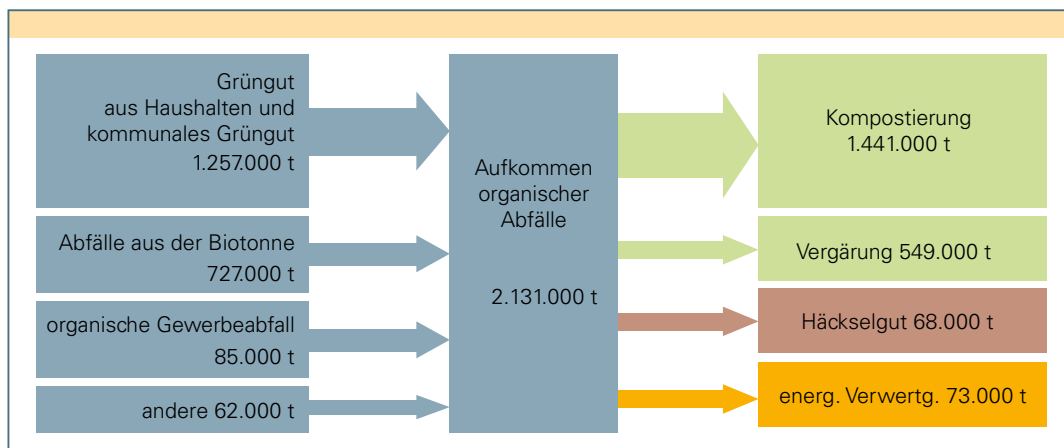 Grüngut
aus Haushalten und
kommunales Grüngut
1.257.000 t
Abfälle aus der Biotonne
727.000 t
organische Gewerbeabfall
85.000 t
andere 62.000 t
Aufkommen
organischer
Abfälle
2.131.000 t
Kompostierung
1.441.000 t
Vergärung 549.000 t
Häckselgut 68.000 t
energ. Verwertg. 73.000 t